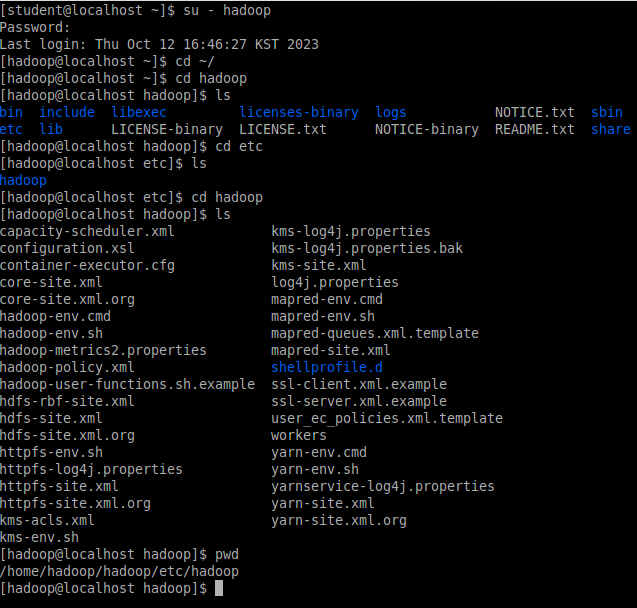 [student@localhost ~]$ su - hadoop
Password:
Last login: Thu Oct 12 16:46:27 KST 2023
[hadoop@localhost ~]$ cd ~/
[hadoop@localhost ~]$ cd hadoop
[hadoop@localhost hadoop]$ ls
bin  include  libexec         licenses-binary  logs           NOTICE.txt  sbin
etc  lib      LICENSE-binary  LICENSE.txt      NOTICE-binary  README.txt  share
[hadoop@localhost hadoop]$ cd etc
[hadoop@localhost etc]$ ls
hadoop
[hadoop@localhost etc]$ cd hadoop
[hadoop@localhost hadoop]$ ls
capacity-scheduler.xml            kms-log4j.properties
configuration.xsl                 kms-log4j.properties.bak
container-executor.cfg            kms-site.xml
core-site.xml                     log4j.properties
core-site.xml.org                 mapred-env.cmd
hadoop-env.cmd                    mapred-env.sh
hadoop-env.sh                     mapred-queues.xml.template
hadoop-metrics2.properties        mapred-site.xml
hadoop-policy.xml                 shellprofile.d
hadoop-user-functions.sh.example  ssl-client.xml.example
hdfs-rbf-site.xml                 ssl-server.xml.example
hdfs-site.xml                     user_ec_policies.xml.template
hdfs-site.xml.org                 workers
httpfs-env.sh                     yarn-env.cmd
httpfs-log4j.properties           yarn-env.sh
httpfs-site.xml                   yarnservice-log4j.properties
httpfs-site.xml.org               yarn-site.xml
kms-acls.xml                      yarn-site.xml.org
kms-env.sh
[hadoop@localhost hadoop]$ pwd
/home/hadoop/hadoop/etc/hadoop
[hadoop@localhost hadoop]$